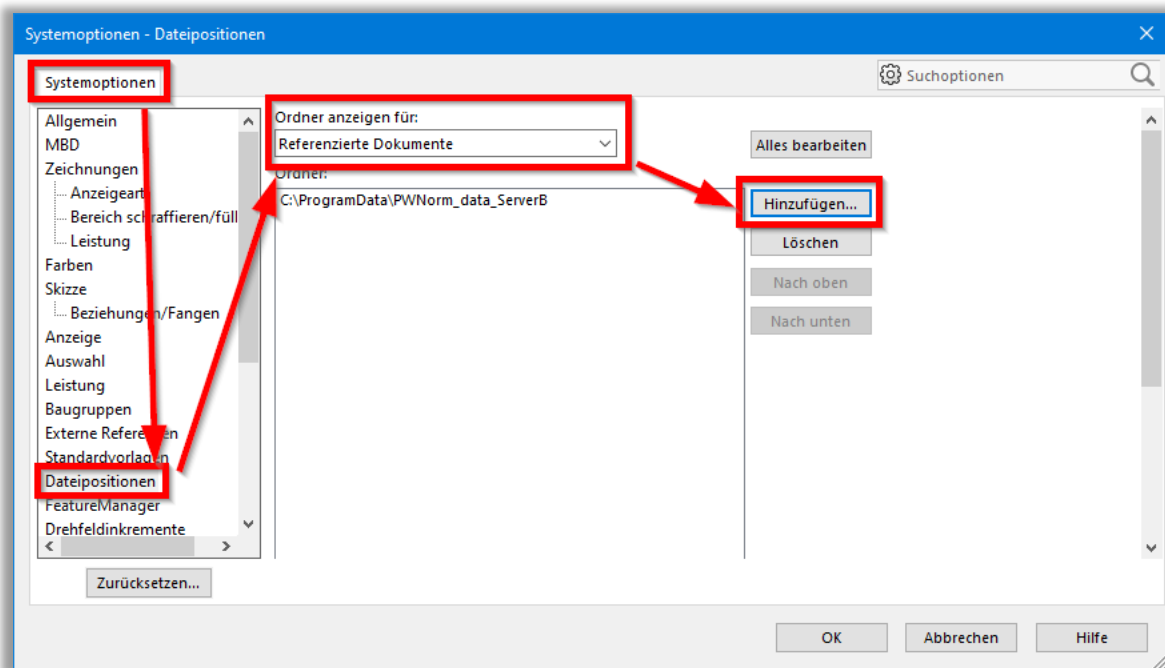 Systemoptionen - Dateipositionen
Systemoptionen
Suchoptionen
Allgemein
MBD
Zeichnungen
Anzeigeart
Bereich schraffieren/füll
Leistung
Farben
Skizze
Beziehungen/Fangen
Anzeige
Auswahl
Leistung
Baugruppen
Externe Referenzen
Standardvorlagen
Dateipositionen
FeatureManager
Drehfeldinkremente
Zurücksetzen...
Ordner anzeigen für:
Referenzierte Dokumente
Ordner:
C:\ProgramData\PWNorm_data_ServerB
Alles bearbeiten
Hinzufügen...
Löschen
Nach oben
Nach unten
OK
Abbrechen
Hilfe